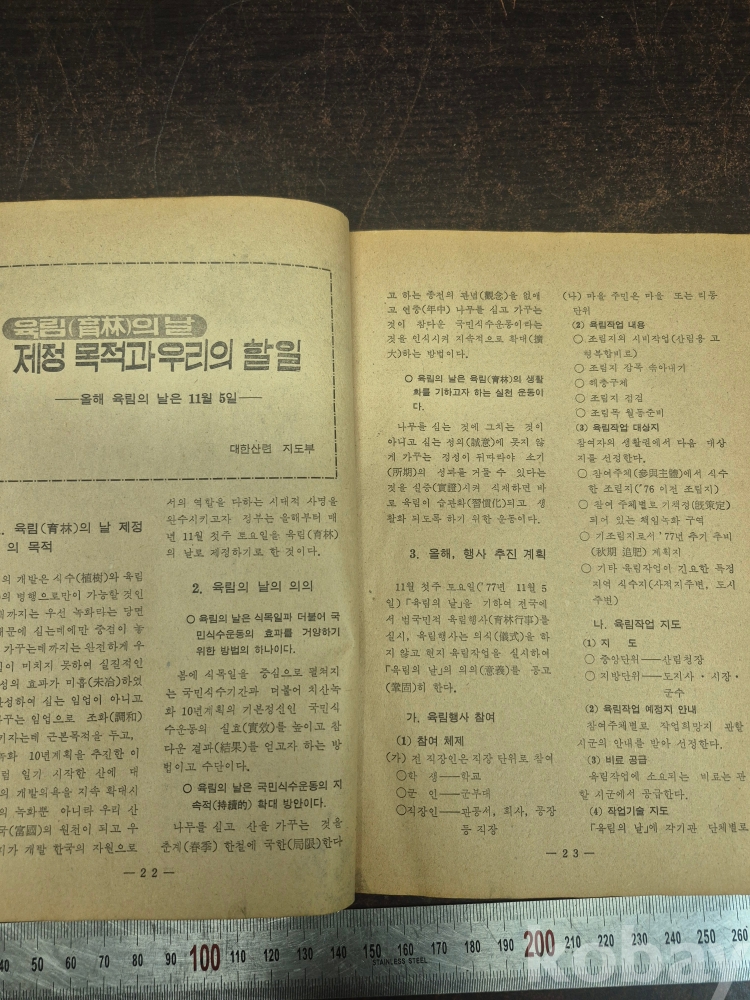 육림(育林)의 날
제정 목적과 우리의 할일
——올해 육림의 날은 11월 5일——
대한산련 지도부
육림(育林)의 날 제정
의 목적
의 개발은 식수(植樹)와 육림
의 병행으로만이 가능할 것인
까지는 우선 녹화라는 당면
때문에 심는데에만 중점이 놓
가꾸는데까지는 완전하게 우
이 미치지 못하여 실질적인
성의 효과가 미흡(未洽)하였
심는 임업이 아니고
가꾸는 임업으로 조화(調和)
키자는데 근본목적을 두고,
녹화 10년계획을 추진한 이
일기 시작한 산에 대
의 개발의욕을 지속 확대시
의 녹화뿐 아니라 우리 산
(富國)의 원천이 되고 우
가 개발 한국의 자원으로
서의 역할을 다하는 시대적 사명을
완수시키고자 정부는 올해부터 매
년 11월 첫주 토요일을 육림(育林)
의 날로 제정하기로 한 것이다.
2. 육림의 날의 의의
○ 육림의 날은 식목일과 더불어 국
민식수운동의 효과를 거양하기
위한 방법의 하나이다.
봄에 식목일을 중심으로 펼쳐지
는 국민식수기간과 더불어 치산녹
화 10년계획의 기본정신인 국민식
수운동의 실효(實效)를 높이고 참
다운 결과(結果)를 얻고자 하는 방
법이고 수단이다.
○ 육림의 날은 국민식수운동의 지
속적(持續的) 확대 방안이다.
나무를 심고 산을 가꾸는 것을
춘계(春季) 한철에 국한(局限)한다
—22—
고 하는 종전의 관념(觀念)을 없애
고 연중(年中) 나무를 심고 가꾸는
것이 참다운 국민식수운동이라는
것을 인식시켜 지속적으로 확대(擴
大)하는 방법이다.
○ 육림의 날은 육림(育林)의 생활
화를 기하고자 하는 실천 운동이
다.
나무를 심는 것에 그치는 것이
아니고 심는 정의(誠意)에 못지 않
게 가꾸는 정성이 뒤따라야 소기
(所期)의 성과를 거둘 수 있다는
것을 실증(實證)시켜 식재하면 바
로 육림이 습관화(習慣化)되고 생
활화 되도록 하기 위한 운동이다.
3. 올해, 행사 추진 계획
11월 첫주 토요일('77년 11월 5
일)「육림의 날」을 기하여 전국에
서 범국민적 육림행사(育林行事)를
실시, 육림행사는 의식(儀式)을 하
지 않고 현지 육림작업을 실시하여
「육림의 날」의 의의(意義)를 공고
(鞏固)히 한다.
가. 육림행사 참여
(1) 참여 체제
(가) 전 직장인은 직장 단위로 참여
○학 생——학교
○군 인——군부대
○직장인——관공서, 회사, 공장
등 직장
—23—
(나) 마을 주민은 마을 또는 리동
단위
(2) 육림작업 내용
○ 조림지의 시비작업(산림용 고
형복합비료)
○ 조림지 잡목 솎아내기
○ 해충구제
○ 조림지 검검
○ 조림목 월동준비
(3) 육림작업 대상지
참여자의 생활권에서 다음 대상
지를 선정한다.
○ 참여주체(參與主體)에서 식수
한 조림지('76 이전 조림지)
○ 참여 주체별로 기책정(旣策定)
되어 있는 책임녹화 구역
○ 기조림지로서 '77년 추기 추비
(秋期 追肥) 계획지
○ 기타 육림작업이 긴요한 특정
지역 식수지(사적지주변, 도시
주변)
나. 육림작업 지도
(1) 지 도
○ 중앙단위——산림청장
○ 지방단위——도지사·시장·
군수
(2) 육림작업 예정지 안내
참여주체별로 작업희망지 관할
시군의 안내를 받아 선정한다.
(3) 비료 공급
육림작업에 소요되는 비료는 관
할 시군에서 공급한다.
(4) 작업기술 지도
「육림의 날」에 각기관 단체별로
40 50 60 70 80 90 100 110 120 130 140 150 160 170 180 190 200 210 220 230 240 250 260
STAINLESS STEEL
Kobay